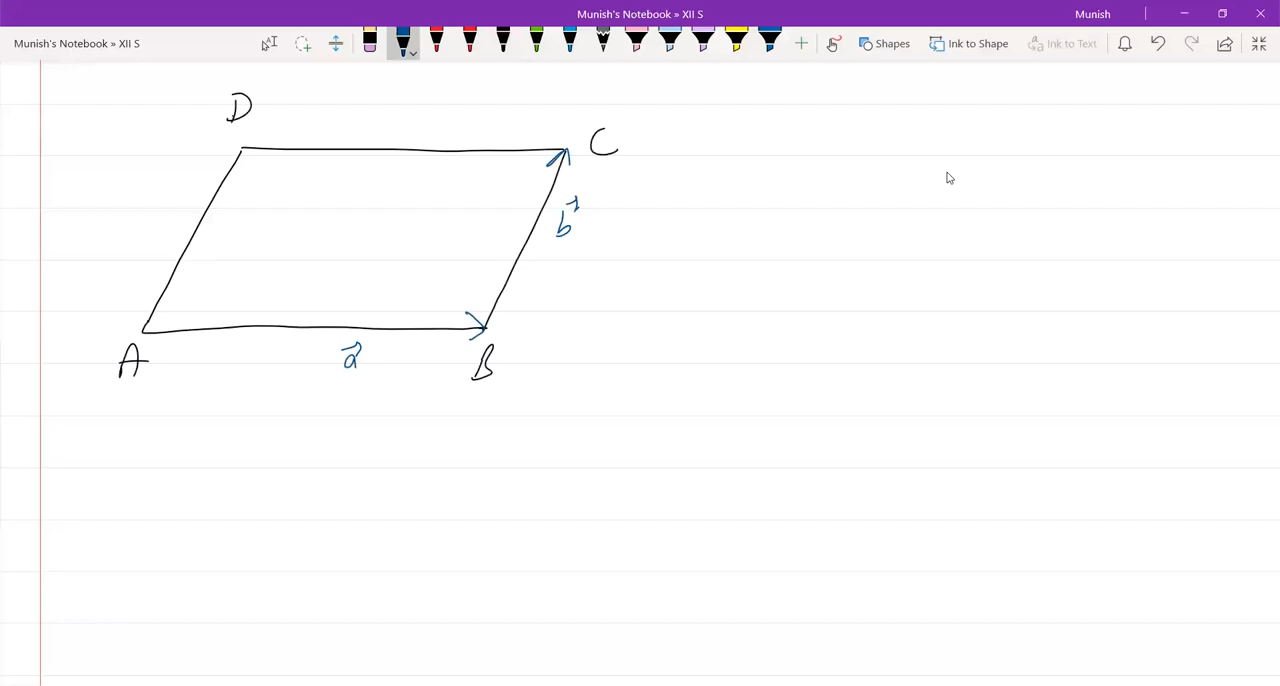 Munish's Notebook » XII S
Munish
Munish's Notebook » XII S
Shapes
Ink to Shape
Ink to Text
D
C
b⃗
A
a⃗
B